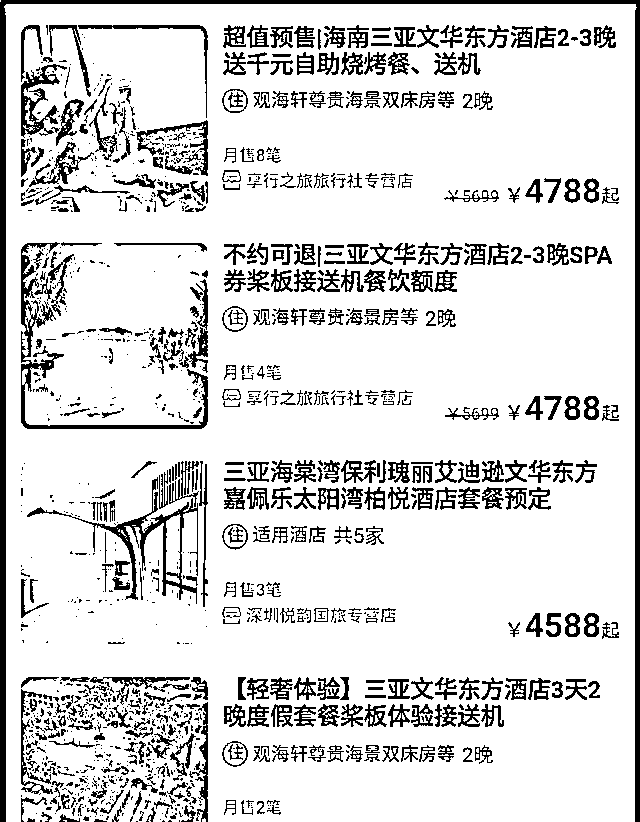 超值预售|海南三亚文华东方酒店2-3晚
送千元自助烧烤餐、送机
住 观海轩尊贵海景双床房等 2晚
月售8笔
享行之旅旅行社专营店
￥5699 ￥4788起
不约可退|三亚文华东方酒店2-3晚SPA
券桨板接送机餐饮额度
住 观海轩尊贵海景房等 2晚
月售4笔
享行之旅旅行社专营店
￥5699 ￥4788起
三亚海棠湾保利瑰丽艾迪逊文华东方
嘉佩乐太阳湾柏悦酒店套餐预定
住 适用酒店 共5家
月售3笔
深圳悦韵国旅专营店
￥4588起
【轻奢体验】三亚文华东方酒店3天2
晚度假套餐桨板体验接送机
住 观海轩尊贵海景双床房等 2晚
月售2笔